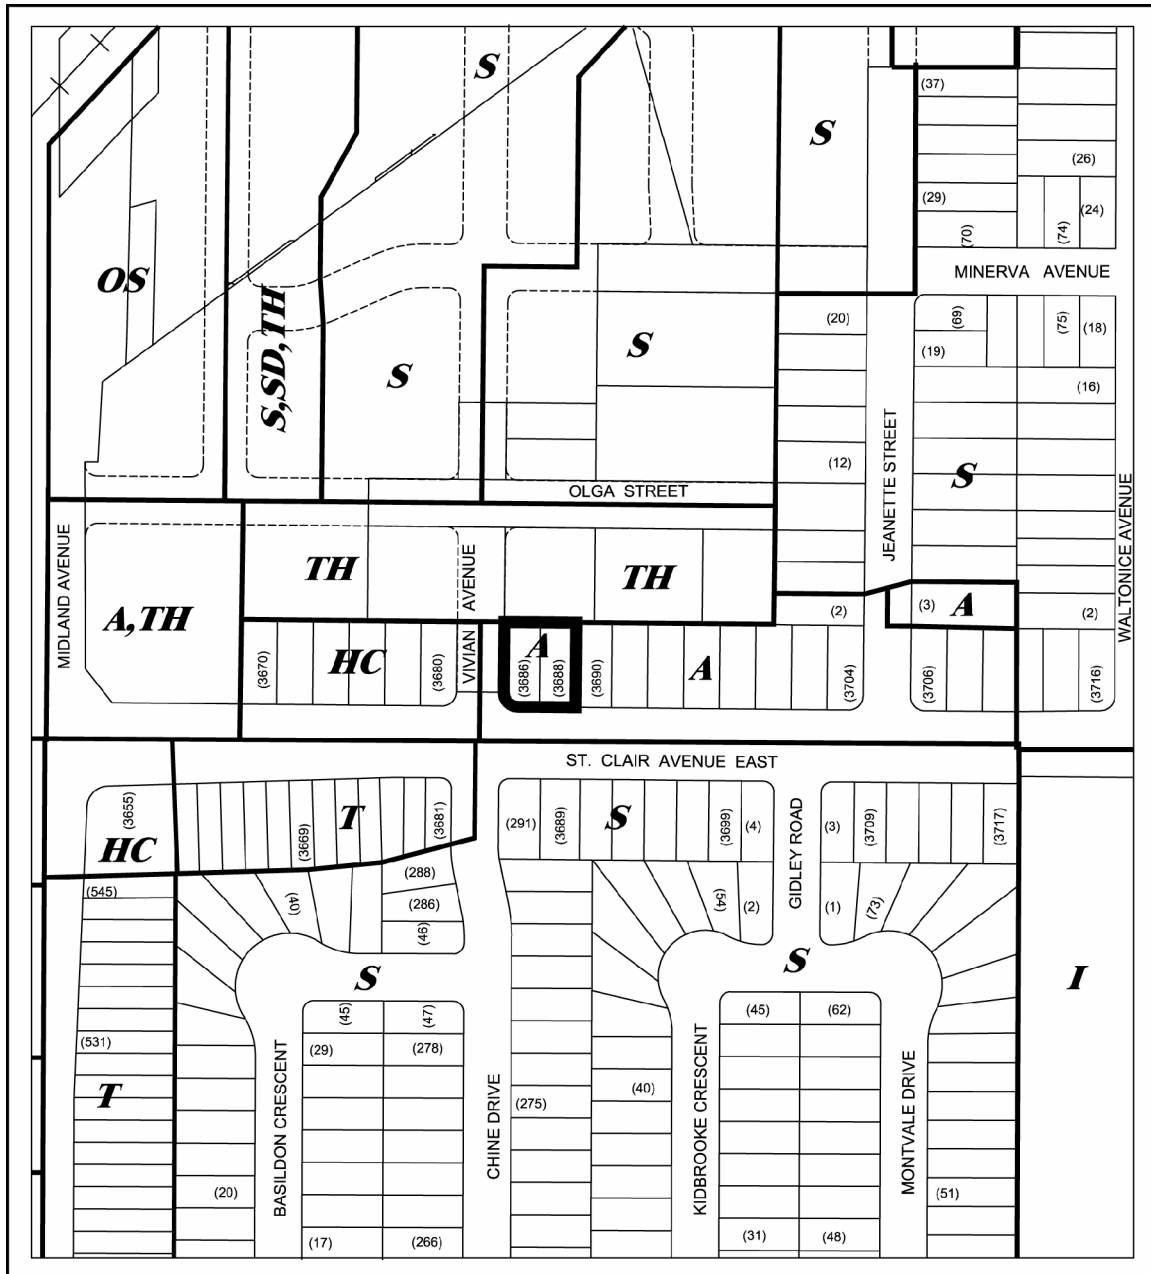 S
S
(37)
(26)
(29)
(24)
(70)
(74)
MINERVA AVENUE
OS
S,SD,TH
S
S
(20)
(69)
(75)
(18)
(19)
(16)
(12)
JEANETTE STREET
S
OLGA STREET
WALTONICE AVENUE
MIDLAND AVENUE
A,TH
TH
VIVIAN AVENUE
TH
(2)
(3)
A
(2)
(3670)
HC
(3680)
A
(3686)
(3688)
(3690)
A
(3704)
(3706)
(3716)
ST. CLAIR AVENUE EAST
(3655)
HC
(3669)
T
(3681)
(291)
(3689)
S
(3699)
(4)
GIDLEY ROAD
(3)
(3709)
(3717)
(545)
(40)
(288)
(286)
(46)
(54)
(2)
(1)
(73)
S
S
I
(45)
(47)
(45)
(62)
(531)
(29)
(278)
T
BASILDON CRESCENT
CHINE DRIVE
(275)
(40)
KIDBROOKE CRESCENT
MONTVALE DRIVE
(20)
(51)
(17)
(266)
(31)
(48)